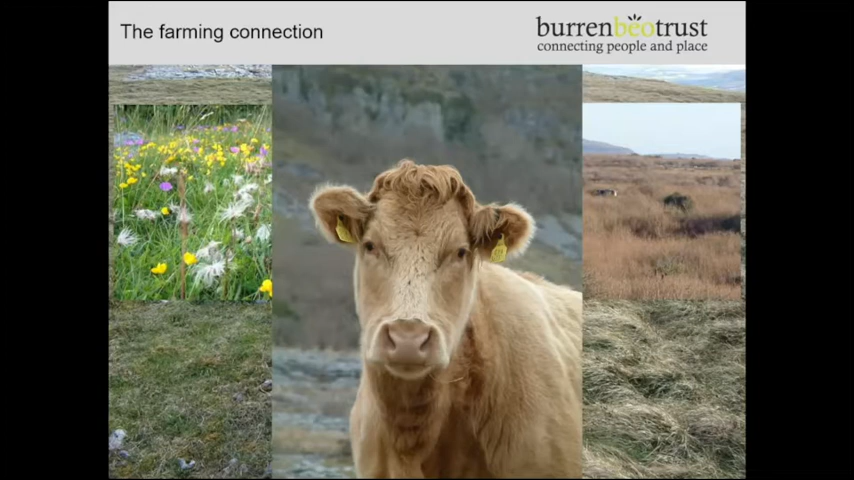 The farming connection
burrenbeotrust
connecting people and place